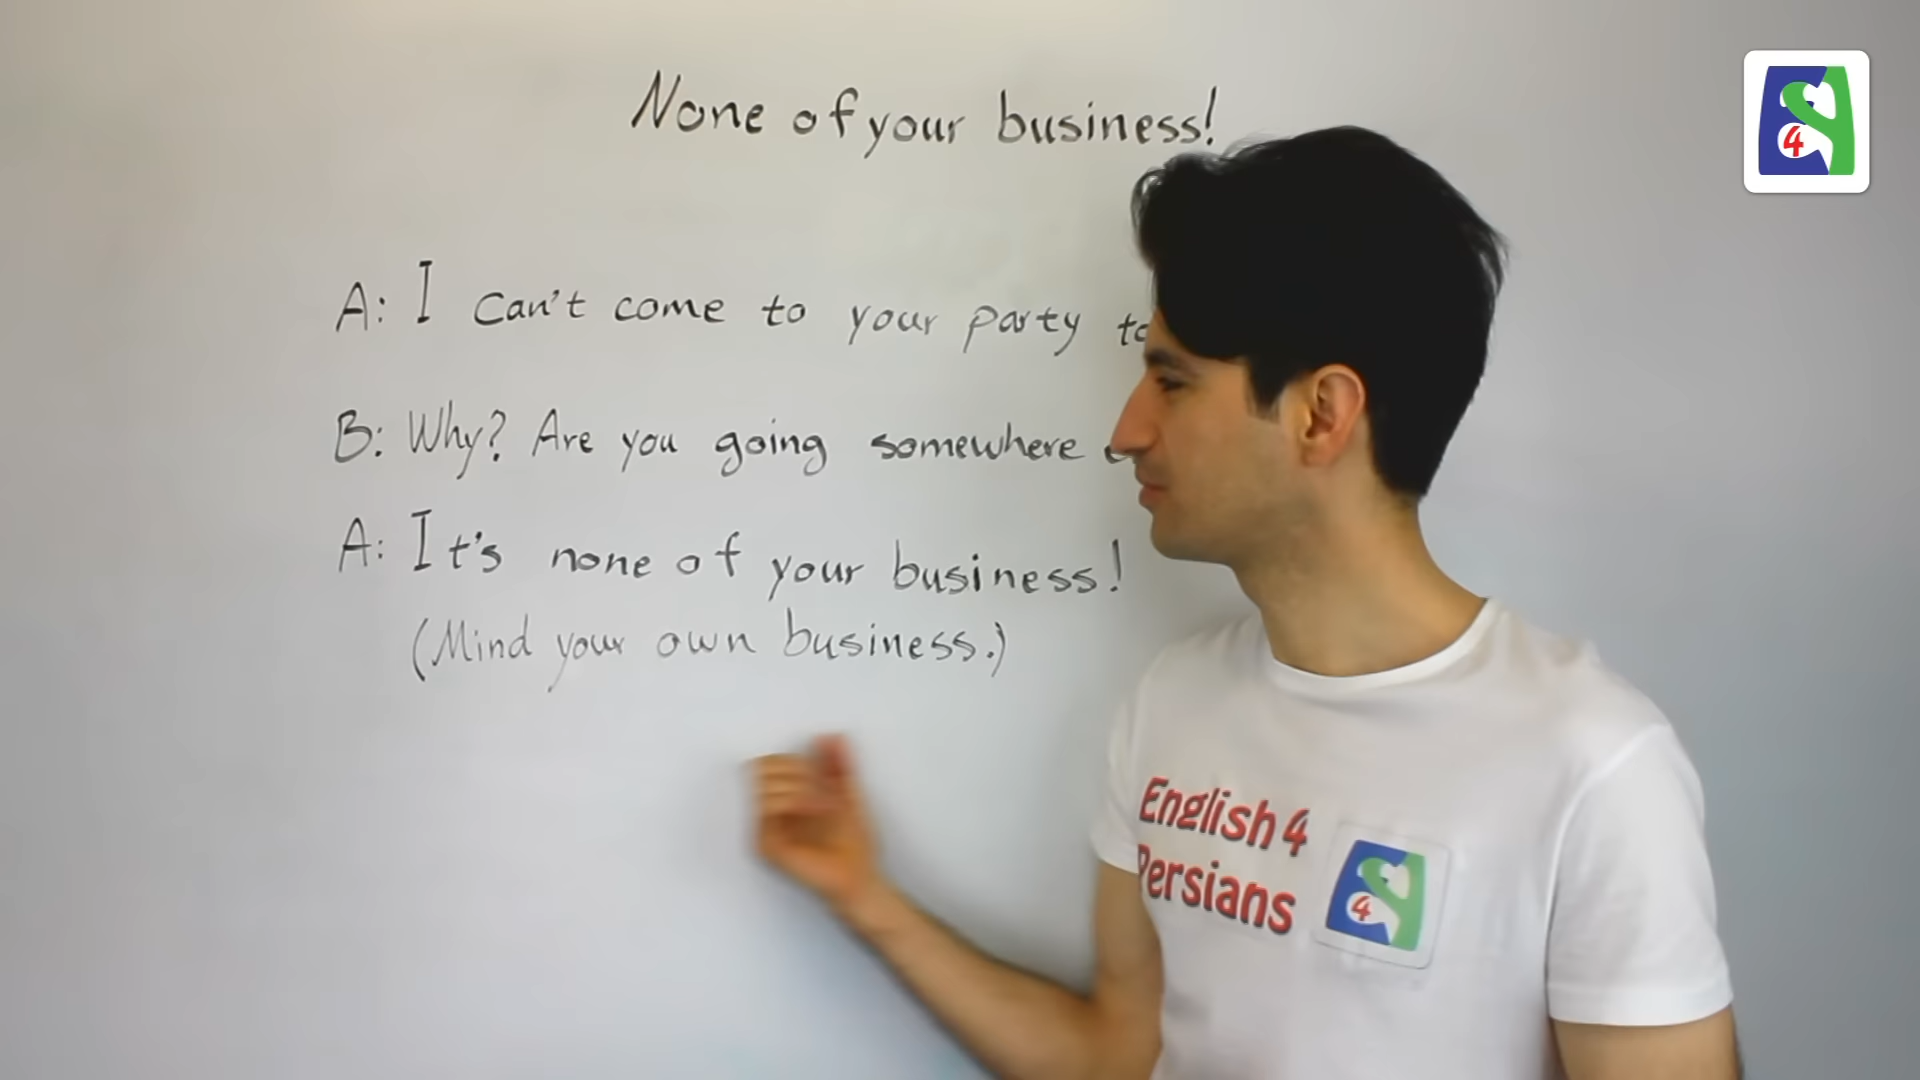 None of your business!
A: I can't come to your party
B: Why? Are you going somewhere
A: It's none of your business!
(Mind your own business.)
English 4
Persians
4
4